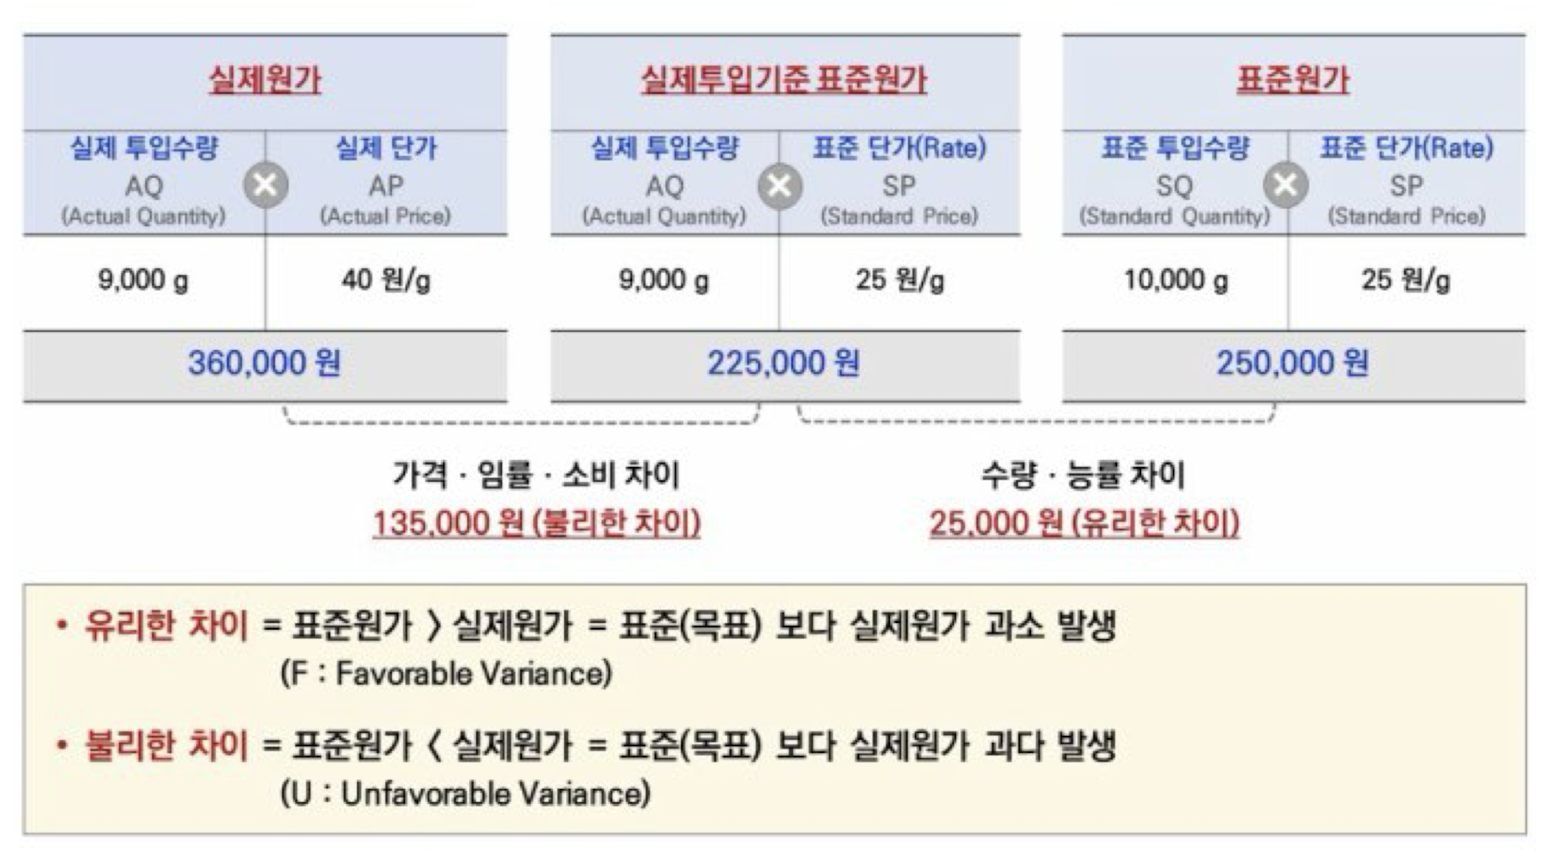 실제원가
실제 투입수량
AQ
(Actual Quantity)
실제 단가
AP
(Actual Price)
9,000 g
40 원/g
360,000 원
실제투입기준 표준원가
실제 투입수량
AQ
(Actual Quantity)
표준 단가(Rate)
SP
(Standard Price)
9,000 g
25 원/g
225,000 원
표준원가
표준 투입수량
SQ
(Standard Quantity)
표준 단가(Rate)
SP
(Standard Price)
10,000 g
25 원/g
250,000 원
가격 · 임률 · 소비 차이
135,000 원 (불리한 차이)
수량 · 능률 차이
25,000 원 (유리한 차이)
• 유리한 차이 = 표준원가 > 실제원가 = 표준(목표) 보다 실제원가 과소 발생
(F : Favorable Variance)
• 불리한 차이 = 표준원가 < 실제원가 = 표준(목표) 보다 실제원가 과다 발생
(U : Unfavorable Variance)